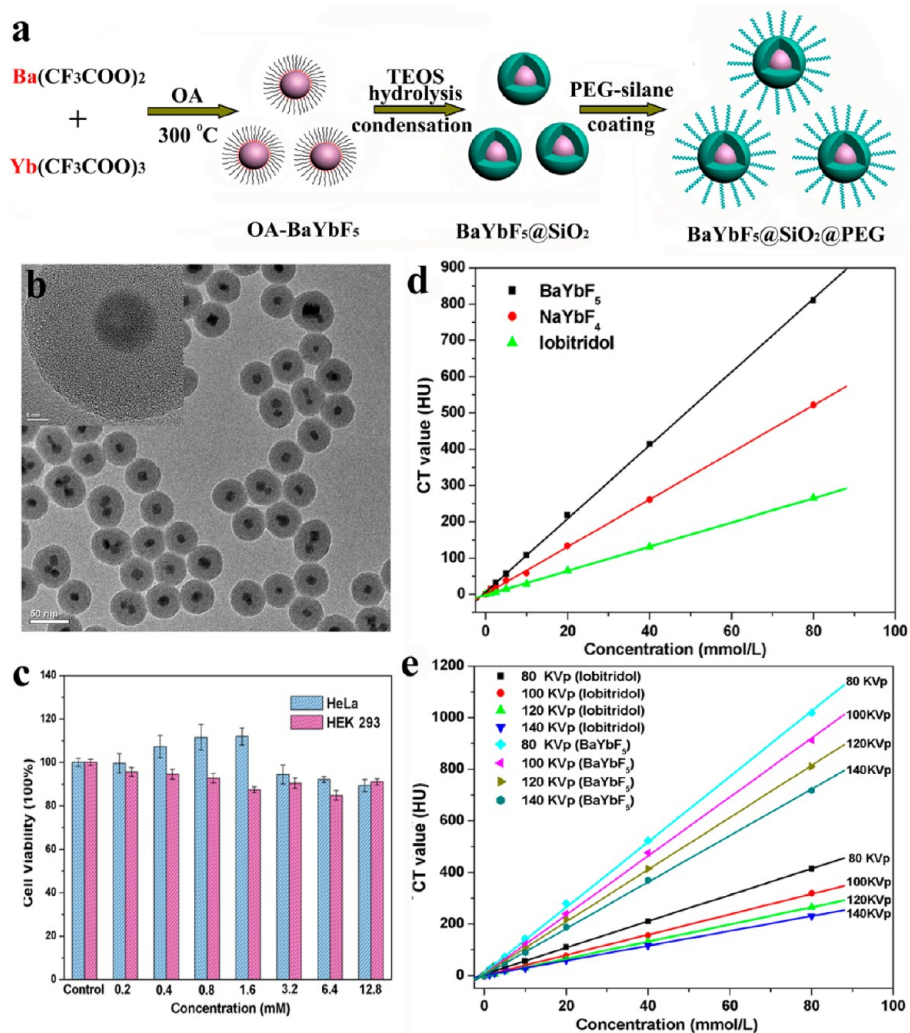 a
Ba(CF3COO)2
+
Yb(CF3COO)3
OA
300 °C
TEOS
hydrolysis
condensation
PEG-silane
coating
OA-BaYbF5
BaYbF5@SiO2
BaYbF5@SiO2@PEG
b
5 nm
50 nm
d
CT value (HU)
900
800
700
600
500
400
300
200
100
0
BaYbF5
NaYbF4
Iobitridol
0 20 40 60 80 100
Concentration (mmol/L)
c
Cell Viability (100%)
140
120
100
80
60
40
20
0
HeLa
HEK 293
Control 0.2 0.4 0.8 1.6 3.2 6.4 12.8
Concentration (mM)
e
CT value (HU)
1200
1000
800
600
400
200
0
80 KVp (Iobitridol)
100 KVp (Iobitridol)
120 KVp (Iobitridol)
140 KVp (Iobitridol)
80 KVp (BaYbF5)
100 KVp (BaYbF5)
120 KVp (BaYbF5)
140 KVp (BaYbF5)
80 KVp
100KVp
120KVp
140KVp
80 KVp
100KVp
120KVp
140KVp
0 20 40 60 80 100
Concentration (mmol/L)